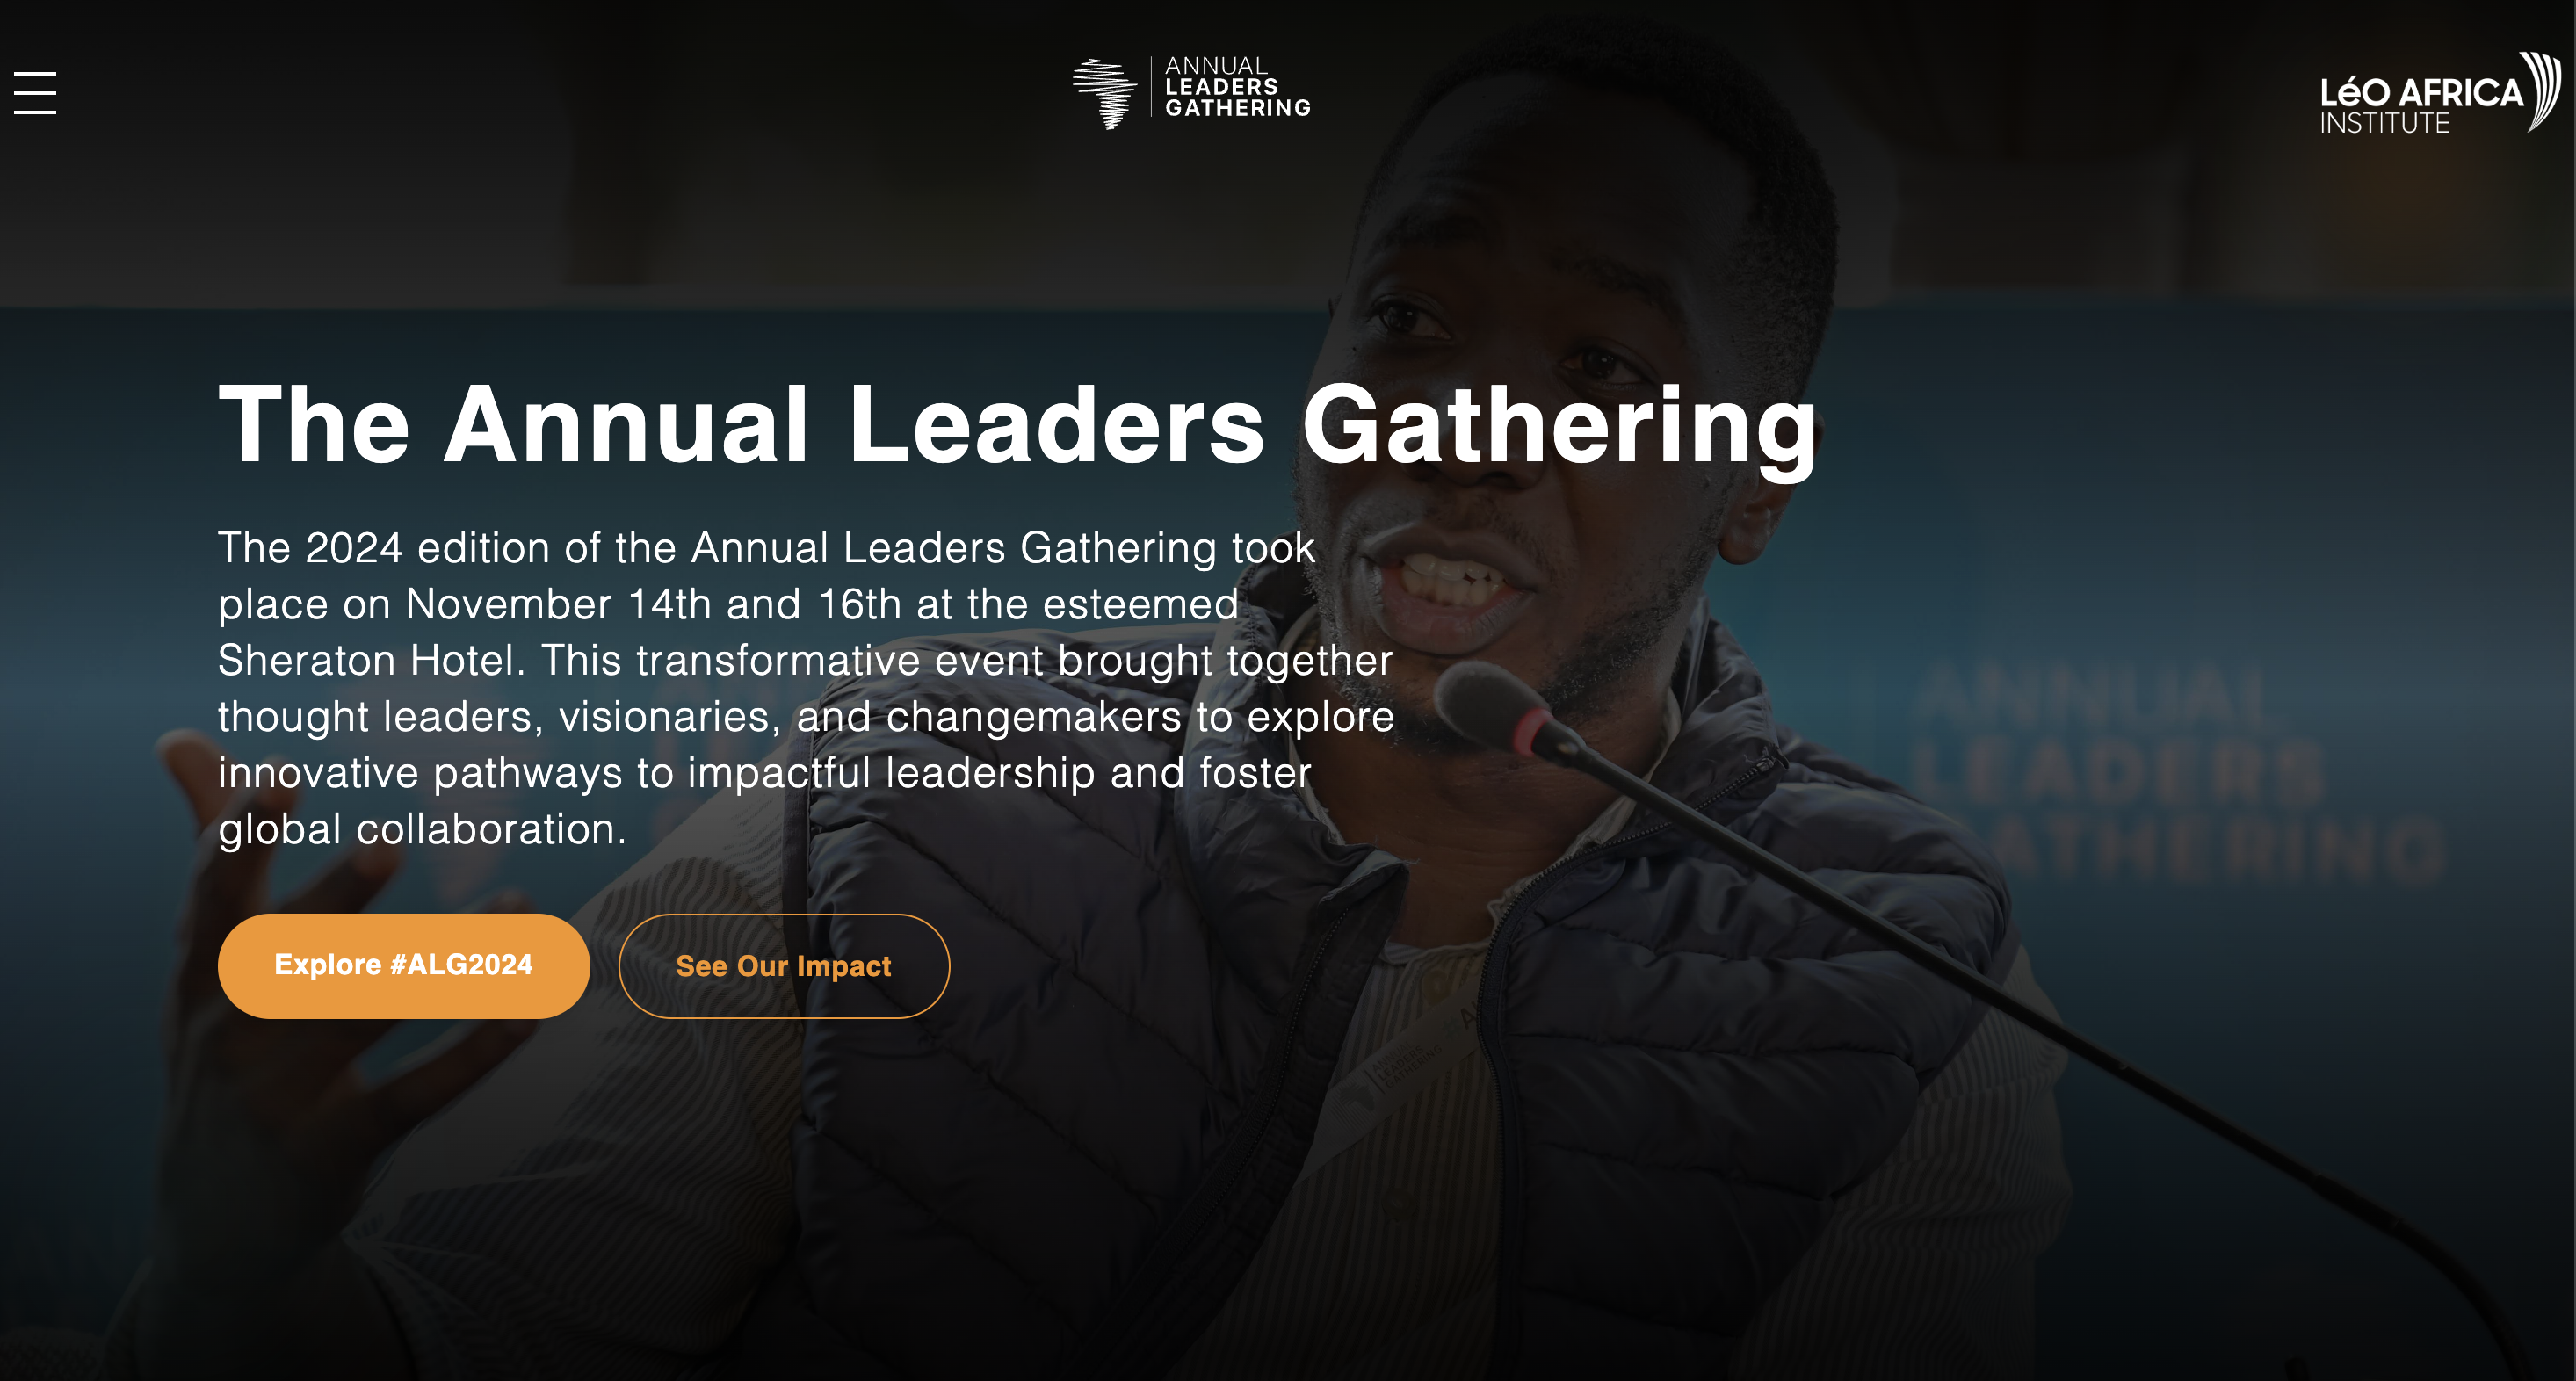 ANNUAL
LEADERS
GATHERING
LéO AFRICA
INSTITUTE
The Annual Leaders Gathering
The 2024 edition of the Annual Leaders Gathering took
place on November 14th and 16th at the esteemed
Sheraton Hotel. This transformative event brought together
thought leaders, visionaries, and changemakers to explore
innovative pathways to impactful leadership and foster
global collaboration.
ANNUAL
LEADERS
GATHERING
Explore #ALG2024
See Our Impact
ANNUAL
LEADERS
GATHERING